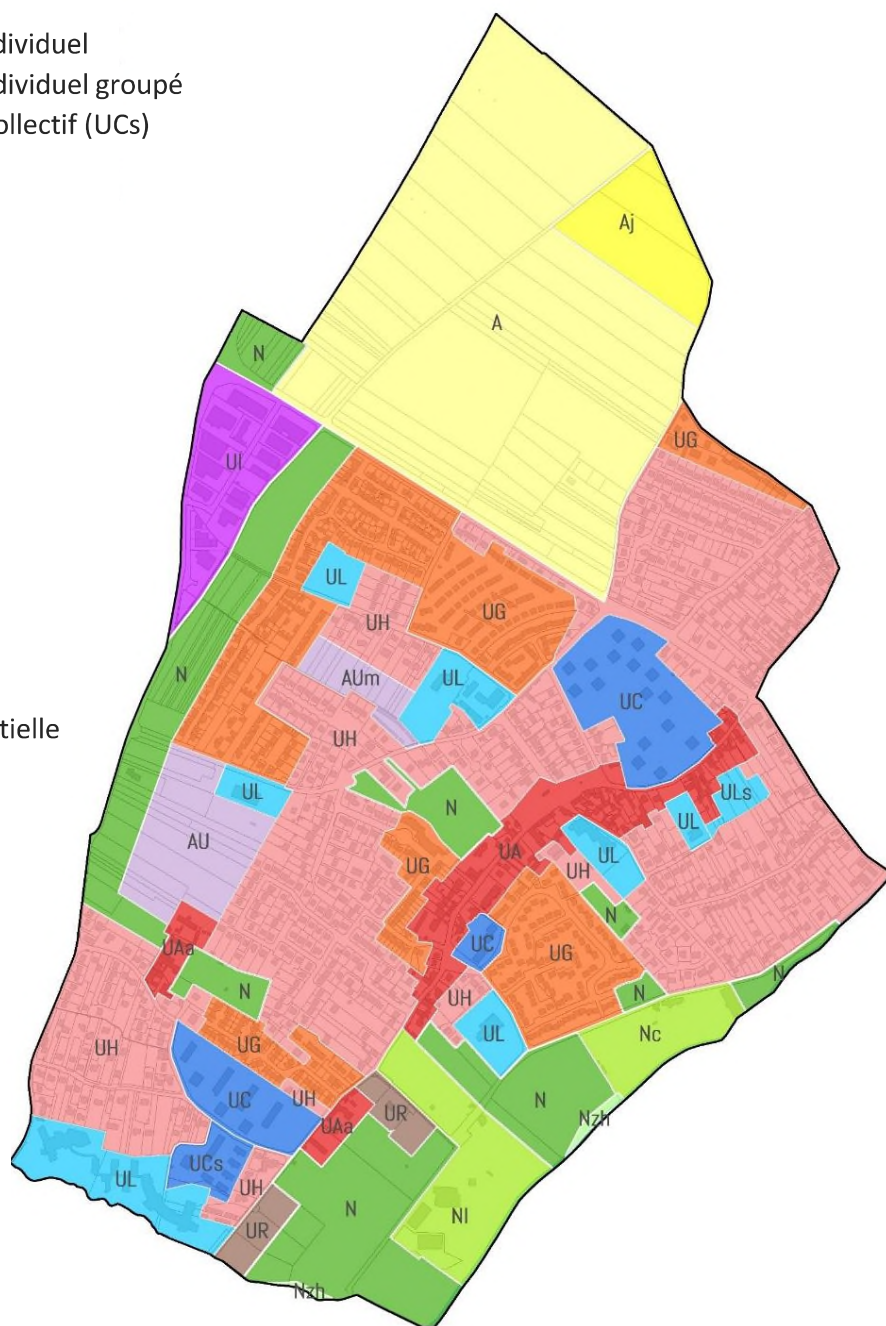 dividuel
dividuel groupé
ollectif (UCs)
Aj
A
N
UG
UI
UL
UG
UH
N
AUm
UL
UC
UH
tielle
UL
ULs
N
UL
AU
UA
UL
UG
UH
N
UAa
UC
UG
N
N
N
UH
UL
Nc
UH
UG
N
UC
UH
UR
Nzh
UAa
UCs
UL
UH
N
NI
UR
Nzh